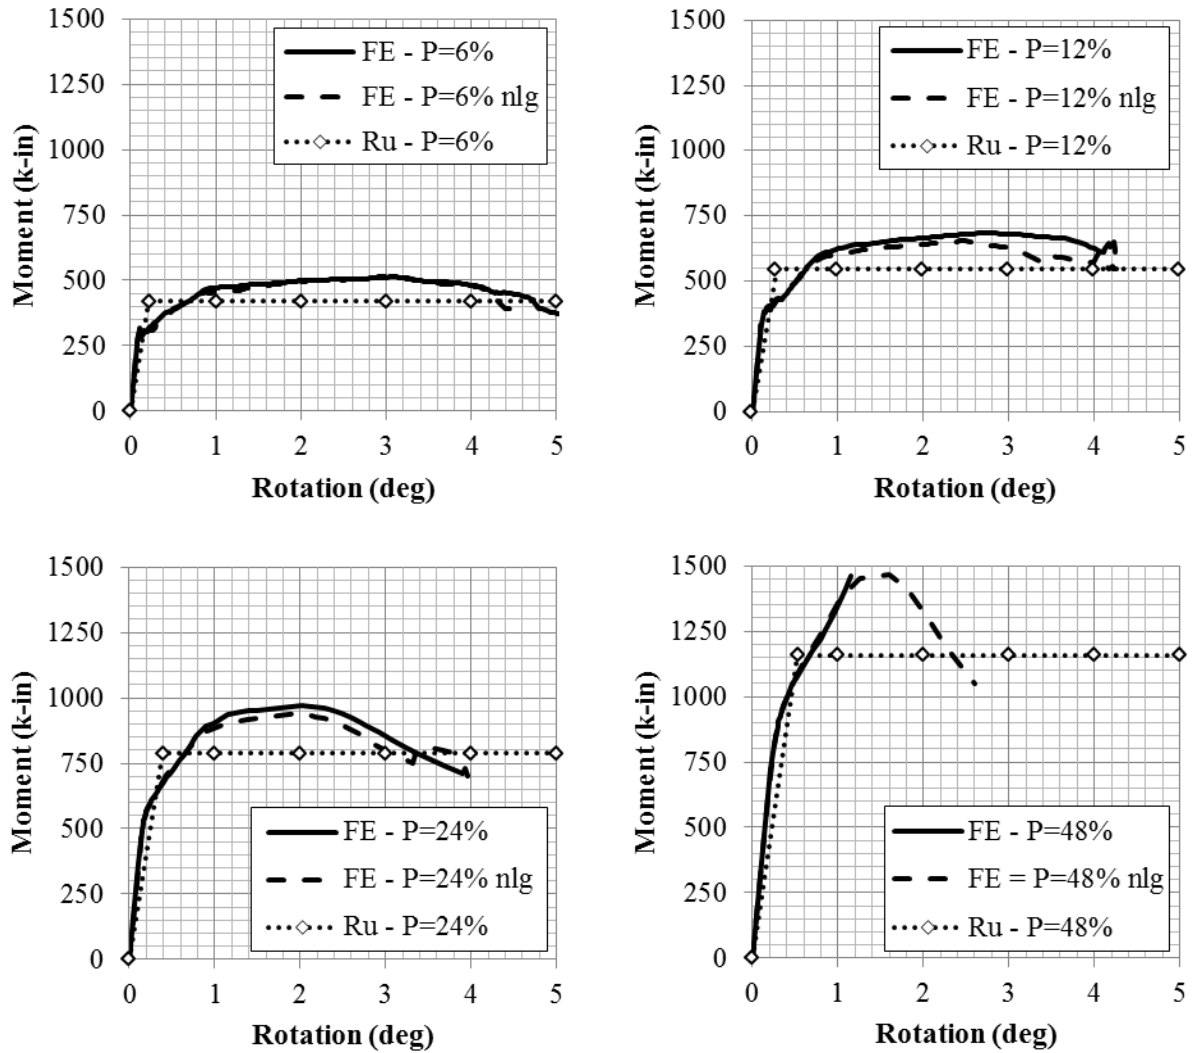 1500
1250
1000
750
500
250
0
Moment (k-in)
FE - P=6%
FE - P=6% nlg
Ru - P=6%
0 1 2 3 4 5
Rotation (deg)
1500
1250
1000
750
500
250
0
Moment (k-in)
FE - P=12%
FE - P=12% nlg
Ru - P=12%
0 1 2 3 4 5
Rotation (deg)
1500
1250
1000
750
500
250
0
Moment (k-in)
FE - P=24%
FE - P=24% nlg
Ru - P=24%
0 1 2 3 4 5
Rotation (deg)
1500
1250
1000
750
500
250
0
Moment (k-in)
FE - P=48%
FE = P=48% nlg
Ru - P=48%
0 1 2 3 4 5
Rotation (deg)